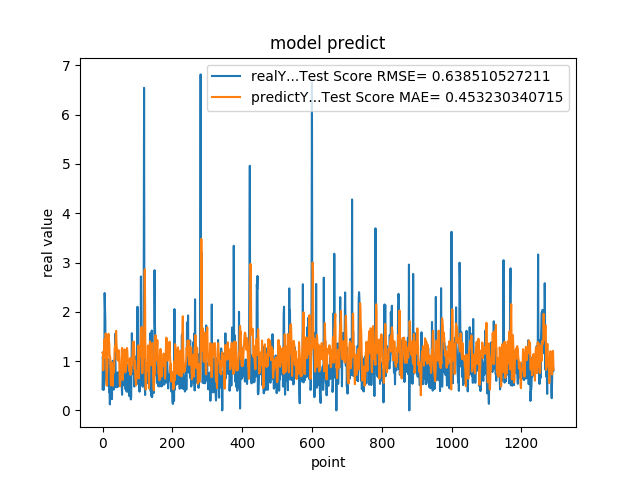 model predict
realY...Test Score RMSE= 0.638510527211
predictY...Test Score MAE= 0.453230340715
7
6
5
4
3
2
1
0
real value
0 200 400 600 800 1000 1200
point